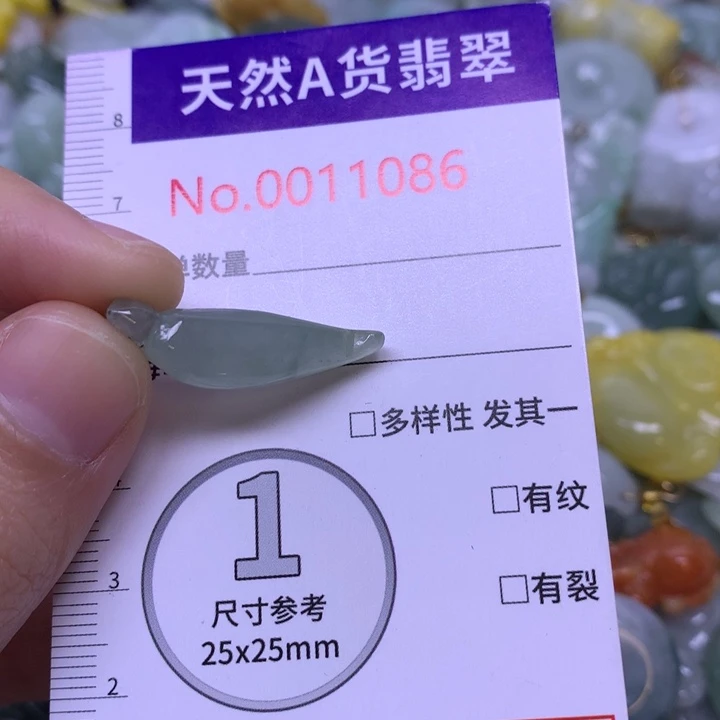 天然A货翡翠
8
No.0011086
7
单数量
□多样性 发其一
□有纹
1
3
□有裂
尺寸参考
25x25mm
2